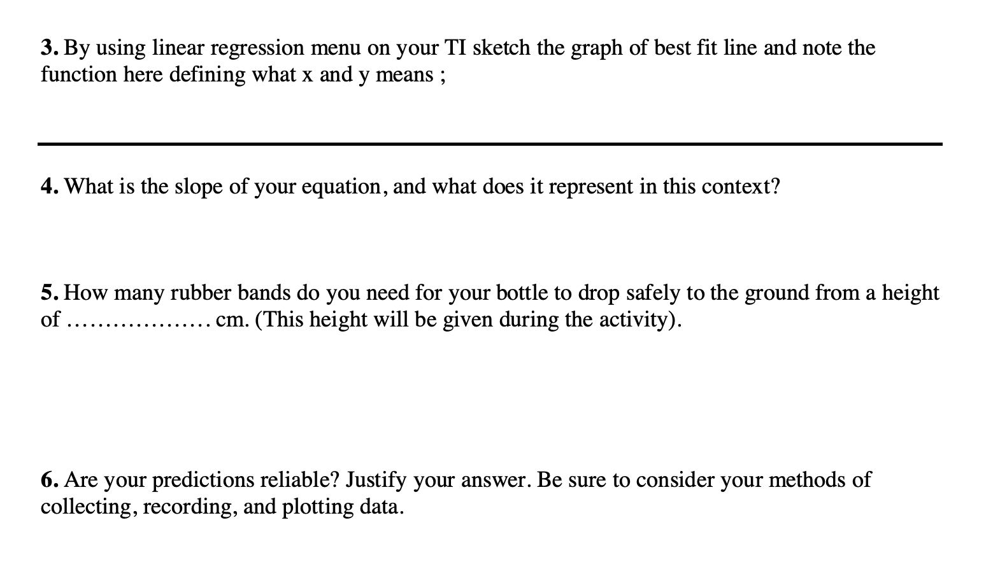 3. By using linear regression menu on your TI sketch the graph of best fit line and note the
function here defining what x and y means ;
4. What is the slope of your equation, and what does it represent in this context?
5. How many rubber bands do you need for your bottle to drop safely to the ground from a height
of ................... cm. (This height will be given during the activity).
6. Are your predictions reliable? Justify your answer. Be sure to consider your methods of
collecting, recording, and plotting data.